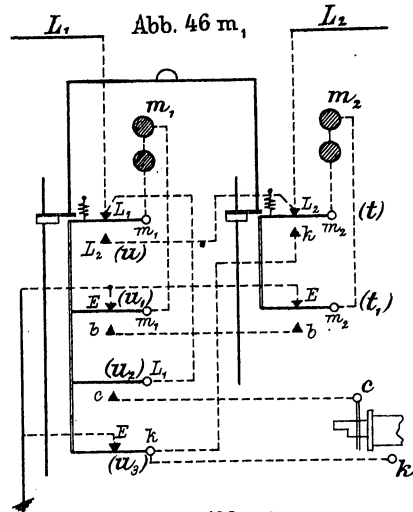 L₁ Abb. 46 m₁ L₂
m₁ m₂
L₁ L₂
m₁ m₂ (t)
L₂ (u) k
E (u₁) E
m₁ m₂ (t₁)
b b
(u₂) L₁
c c
E k
(u₃) k